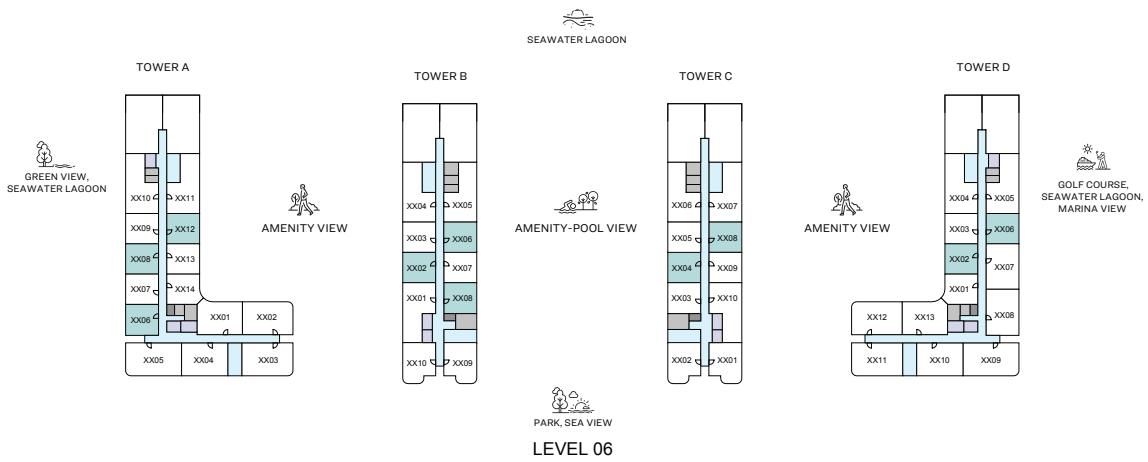 SEAWATER LAGOON
TOWER A
TOWER B
TOWER C
TOWER D
GREEN VIEW,
SEAWATER LAGOON
GOLF COURSE,
SEAWATER LAGOON,
MARINA VIEW
AMENITY VIEW
AMENITY-POOL VIEW
AMENITY VIEW
XX10 XX11
XX09 XX12
XX08 XX13
XX07 XX14
XX06 XX01 XX02
XX05 XX04 XX03
XX04 XX05
XX03 XX06
XX02 XX07
XX01 XX08
XX10 XX09
XX06 XX07
XX05 XX08
XX04 XX09
XX03 XX10
XX02 XX01
XX04 XX05
XX03 XX06
XX02 XX07
XX01
XX12 XX13 XX08
XX11 XX10 XX09
PARK, SEA VIEW
LEVEL 06